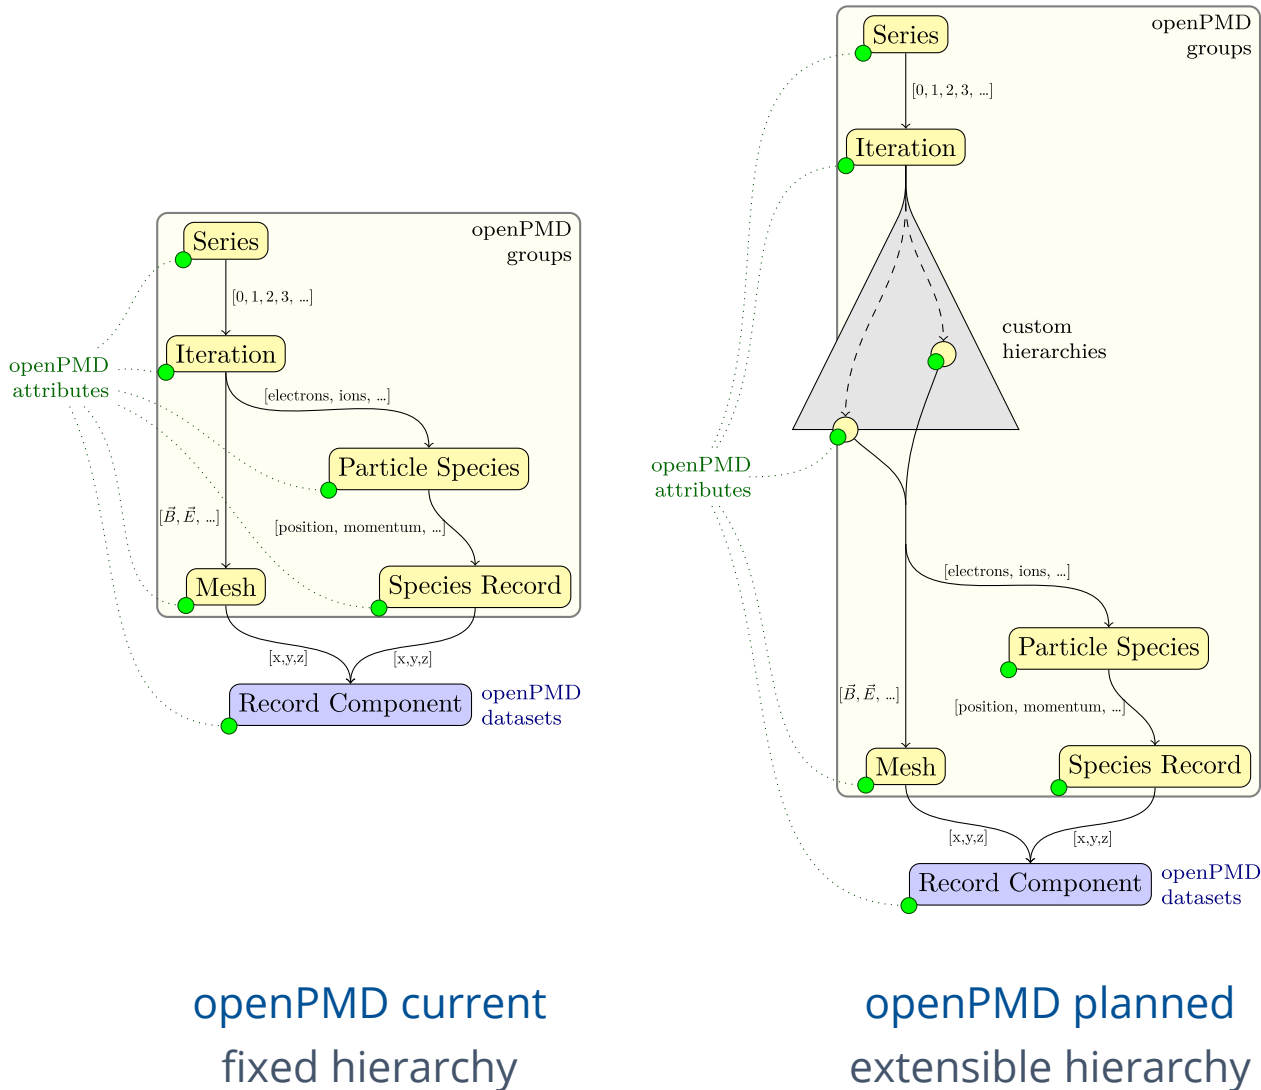 openPMD
groups
Series
[0, 1, 2, 3, ...]
Iteration
openPMD
attributes
[electrons, ions, ...]
Particle Species
[B⃗, E⃗, ...]
[position, momentum, ...]
Mesh
Species Record
[x,y,z]
[x,y,z]
Record Component
openPMD
datasets
openPMD current
fixed hierarchy
openPMD
groups
Series
[0, 1, 2, 3, ...]
Iteration
custom
hierarchies
openPMD
attributes
[electrons, ions, ...]
Particle Species
[B⃗, E⃗, ...]
[position, momentum, ...]
Mesh
Species Record
[x,y,z]
[x,y,z]
Record Component
openPMD
datasets
openPMD planned
extensible hierarchy